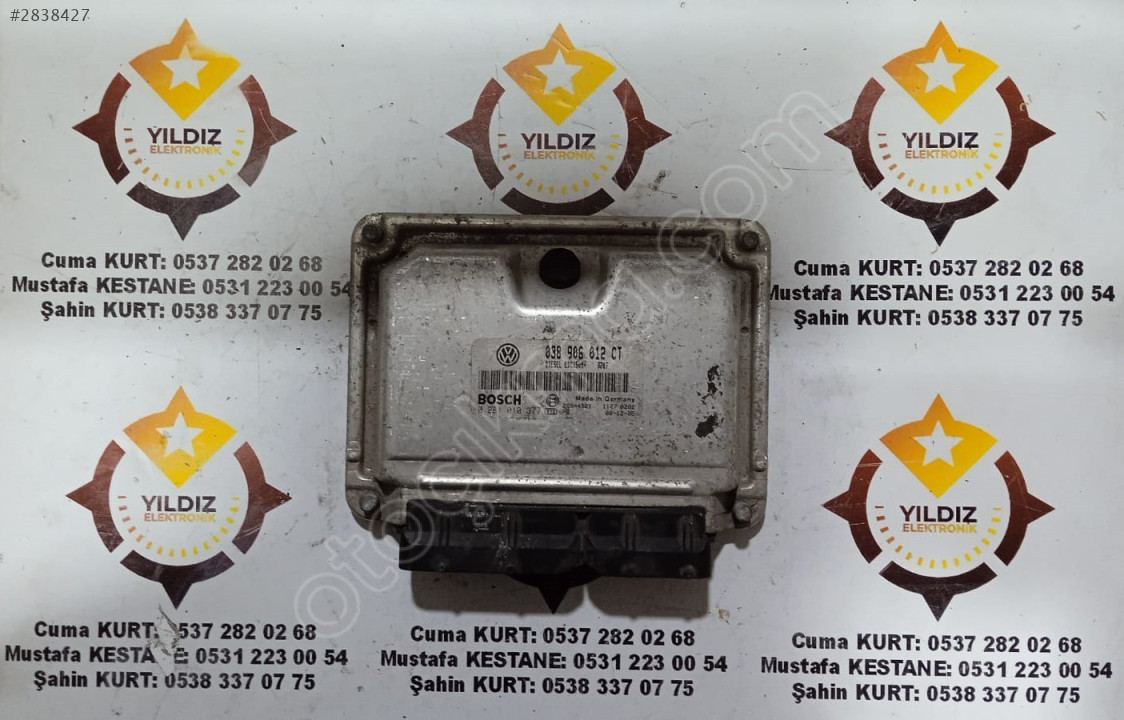 #2838427
YILDIZ
ELEKTRONİK
YILDIZ
ELEKTRONİK
YILDIZ
ELEKTRONİK
Cuma KURT: 0537 282 02 68
Mustafa KESTANE: 0531 223 00 54
Şahin KURT: 0538 337 07 75
Cuma KURT: 0537 282 02 68
Mustafa KESTANE: 0531 223 00 54
Şahin KURT: 0538 337 07 75
otocikma.com
038 906 012 CT
DIESEL
BOSCH
Made in Germany
YILDIZ
ELEKTRONİK
YILDIZ
ELEKTRONİK
Cuma KURT: 0537 282 02 68
Mustafa KESTANE: 0531 223 00 54
Şahin KURT: 0538 337 07 75
Cuma KURT: 0537 282 02 68
Mustafa KESTANE: 0531 223 00 54
Şahin KURT: 0538 337 07 75
Cuma KURT: 0537 282 02 68
Mustafa KESTANE: 0531 223 00 54
Şahin KURT: 0538 337 07 75